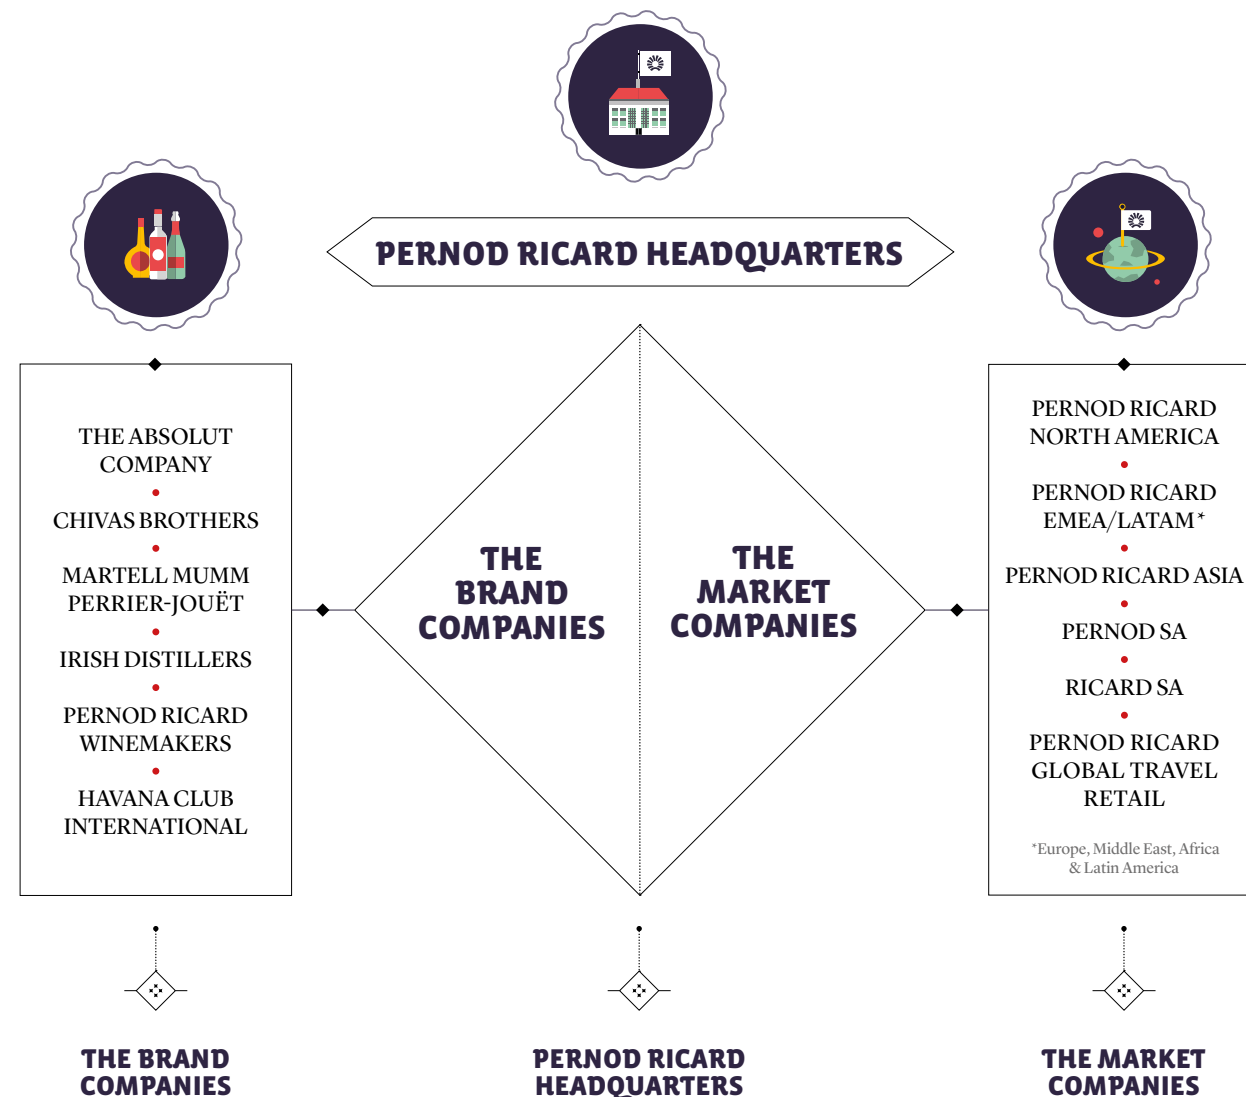 PERNOD RICARD HEADQUARTERS
THE ABSOLUT
COMPANY
CHIVAS BROTHERS
MARTELL MUMM
PERRIER-JOUËT
IRISH DISTILLERS
PERNOD RICARD
WINEMAKERS
HAVANA CLUB
INTERNATIONAL
THE
BRAND
COMPANIES
THE
MARKET
COMPANIES
PERNOD RICARD
NORTH AMERICA
PERNOD RICARD
EMEA/LATAM*
PERNOD RICARD ASIA
PERNOD SA
RICARD SA
PERNOD RICARD
GLOBAL TRAVEL
RETAIL
*Europe, Middle East, Africa
& Latin America
THE BRAND
COMPANIES
PERNOD RICARD
HEADQUARTERS
THE MARKET
COMPANIES